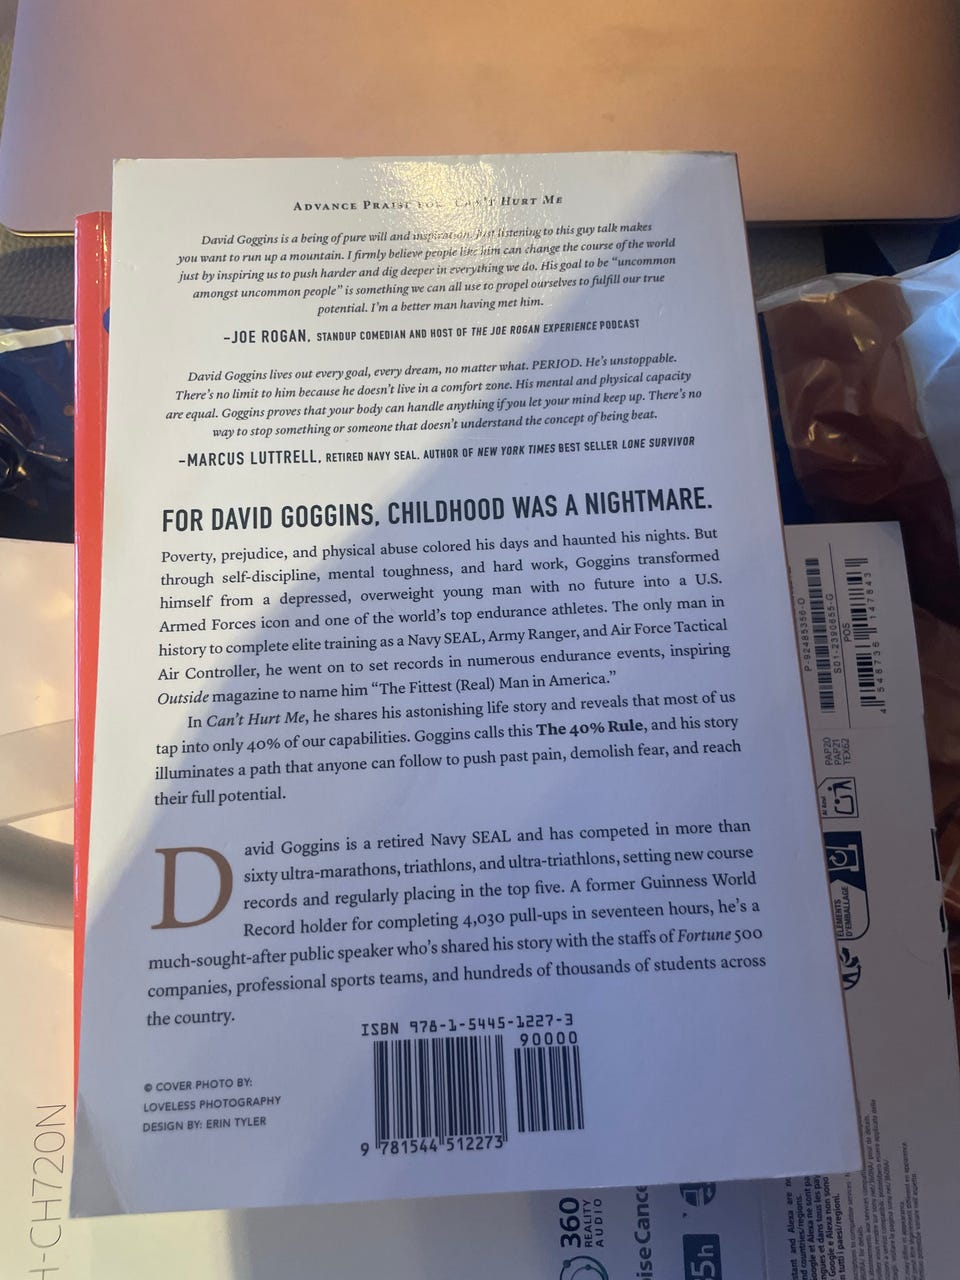 ADVANCE PRAISE FOR CAN'T HURT ME
David Goggins is a being of pure will and inspiration. Just listening to this guy talk makes
you want to run up a mountain. I firmly believe people like him can change the course of the world
just by inspiring us to push harder and dig deeper in everything we do. His goal to be “uncommon
amongst uncommon people” is something we can all use to propel ourselves to fulfill our true
potential. I'm a better man having met him.
–JOE ROGAN, STANDUP COMEDIAN AND HOST OF THE JOE ROGAN EXPERIENCE PODCAST
David Goggins lives out every goal, every dream, no matter what. PERIOD. He's unstoppable.
There's no limit to him because he doesn't live in a comfort zone. His mental and physical capacity
are equal. Goggins proves that your body can handle anything if you let your mind keep up. There's no
way to stop something or someone that doesn't understand the concept of being beat.
–MARCUS LUTTRELL, RETIRED NAVY SEAL, AUTHOR OF NEW YORK TIMES BEST SELLER LONE SURVIVOR
FOR DAVID GOGGINS, CHILDHOOD WAS A NIGHTMARE.
Poverty, prejudice, and physical abuse colored his days and haunted his nights. But
through self-discipline, mental toughness, and hard work, Goggins transformed
himself from a depressed, overweight young man with no future into a U.S.
Armed Forces icon and one of the world's top endurance athletes. The only man in
history to complete elite training as a Navy SEAL, Army Ranger, and Air Force Tactical
Air Controller, he went on to set records in numerous endurance events, inspiring
Outside magazine to name him “The Fittest (Real) Man in America.”
In Can't Hurt Me, he shares his astonishing life story and reveals that most of us
tap into only 40% of our capabilities. Goggins calls this The 40% Rule, and his story
illuminates a path that anyone can follow to push past pain, demolish fear, and reach
their full potential.
David Goggins is a retired Navy SEAL and has competed in more than
sixty ultra-marathons, triathlons, and ultra-triathlons, setting new course
records and regularly placing in the top five. A former Guinness World
Record holder for completing 4,030 pull-ups in seventeen hours, he's a
much-sought-after public speaker who's shared his story with the staffs of Fortune 500
companies, professional sports teams, and hundreds of thousands of students across
the country.
ISBN 978-1-5445-1227-3
90000
9 781544 512273
© COVER PHOTO BY:
LOVELESS PHOTOGRAPHY
DESIGN BY: ERIN TYLER
P-92485356-O
S01-2390655-G
POS
4 548736 147843
PAP20
PAP21
TEX62
ÉLÉMENTS
D'EMBALLAGE
H-CH720N
360
REALITY
AUDIO
oise Cance
5h